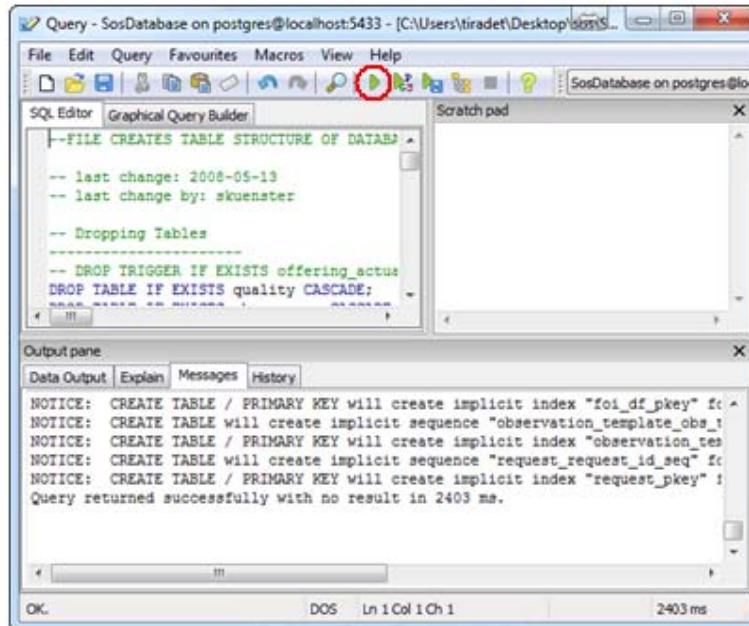 Query - SosDatabase on postgres@localhost:5433 - [C:\Users\tiradet\Desktop\sos\S...
File Edit Query Favourites Macros View Help
SosDatabase on postgres@lo
SQL Editor Graphical Query Builder
Scratch pad
--FILE CREATES TABLE STRUCTURE OF DATABA
-- last change: 2008-05-13
-- last change by: skuenster
-- Dropping Tables
-----------------------
-- DROP TRIGGER IF EXISTS offering_actua
DROP TABLE IF EXISTS quality CASCADE;
Output pane
Data Output Explain Messages History
NOTICE: CREATE TABLE / PRIMARY KEY will create implicit index "foi_df_pkey" fo
NOTICE: CREATE TABLE will create implicit sequence "observation_template_obs_t
NOTICE: CREATE TABLE / PRIMARY KEY will create implicit index "observation_tem
NOTICE: CREATE TABLE will create implicit sequence "request_request_id_seq" fo
NOTICE: CREATE TABLE / PRIMARY KEY will create implicit index "request_pkey" f
Query returned successfully with no result in 2403 ms.
OK. DOS Ln 1 Col 1 Ch 1 2403 ms